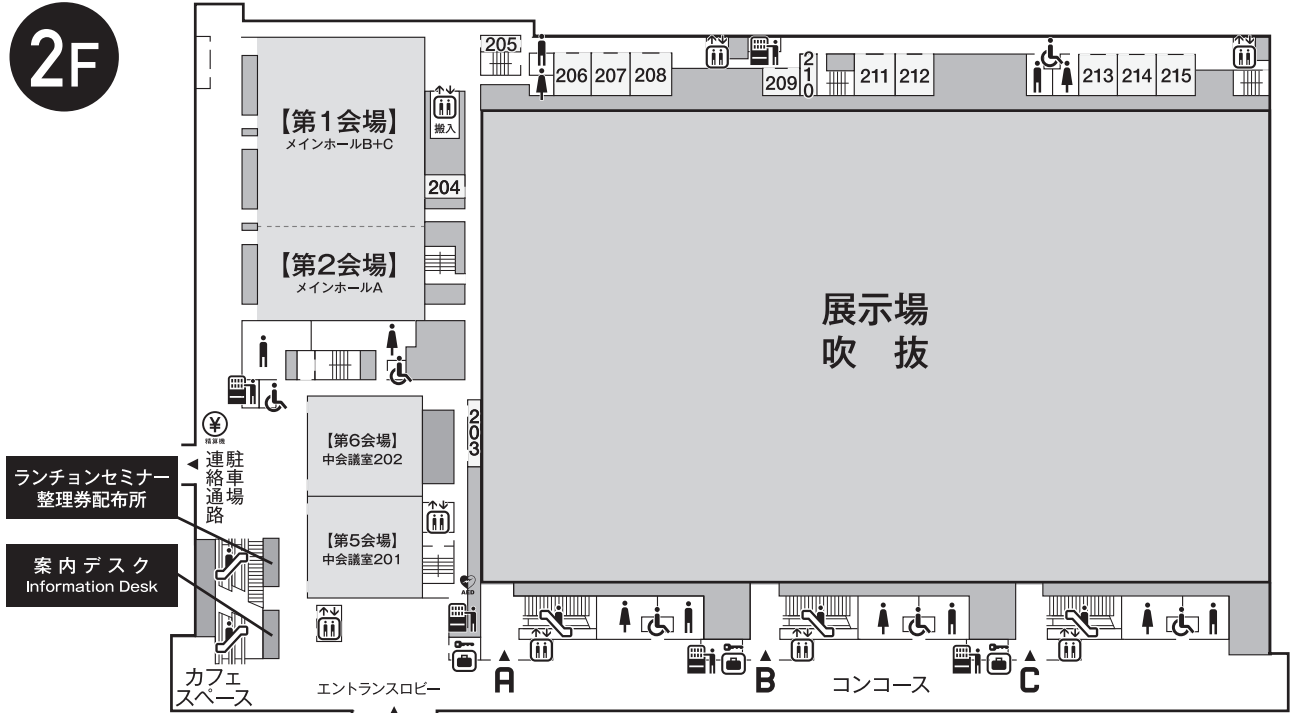 2F
205
206
207
208
209
210
211
212
213
214
215
【第1会場】
メインホールB+C
搬入
204
【第2会場】
メインホールA
展示場
吹 抜
203
¥
精算機
【第6会場】
中会議室202
駐車場
連絡通路
ランチョンセミナー
整理券配布所
【第5会場】
中会議室201
案内デスク
Information Desk
AED
カフェ
スペース
エントランスロビー
A
B
コンコース
C